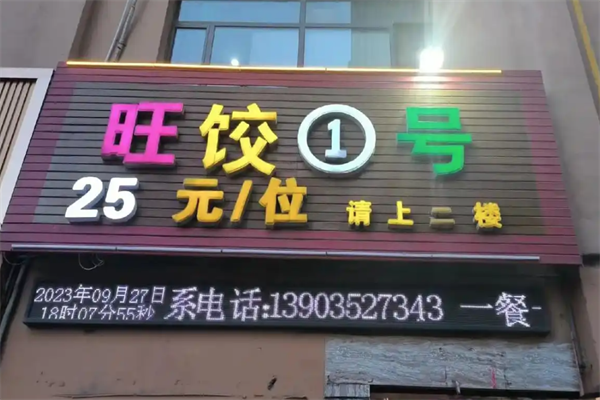 旺饺①号
25元/位 请上二楼
2023年09月27日
18时07分55秒
系电话:13903527343 一餐